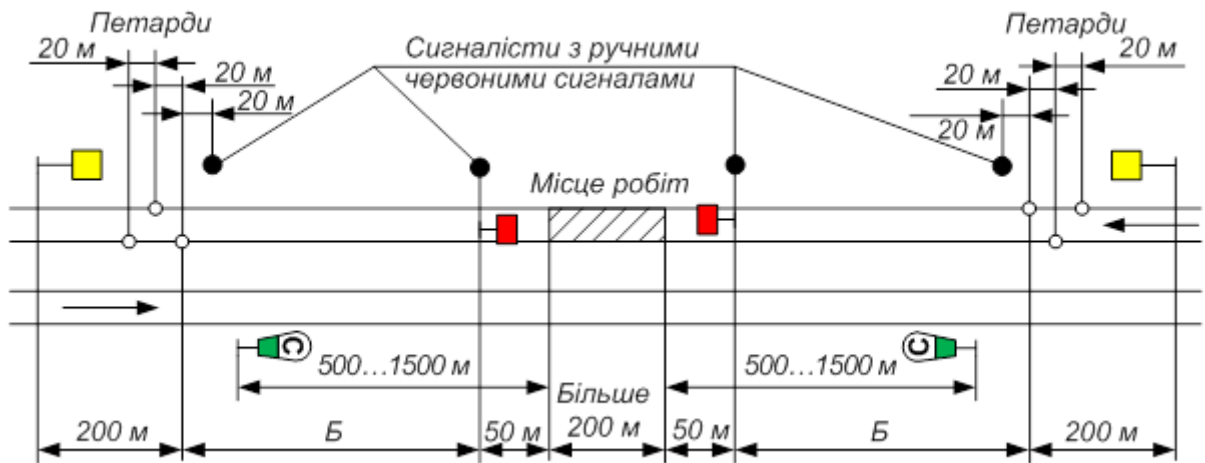 Петарди
20 м
20 м
20 м
Сигналісти з ручними
червоними сигналами
Петарди
20 м
20 м
20 м
Місце робіт
С
500...1500 м
С
500...1500 м
Більше
200 м
Б
50 м
200 м
50 м
Б
200 м